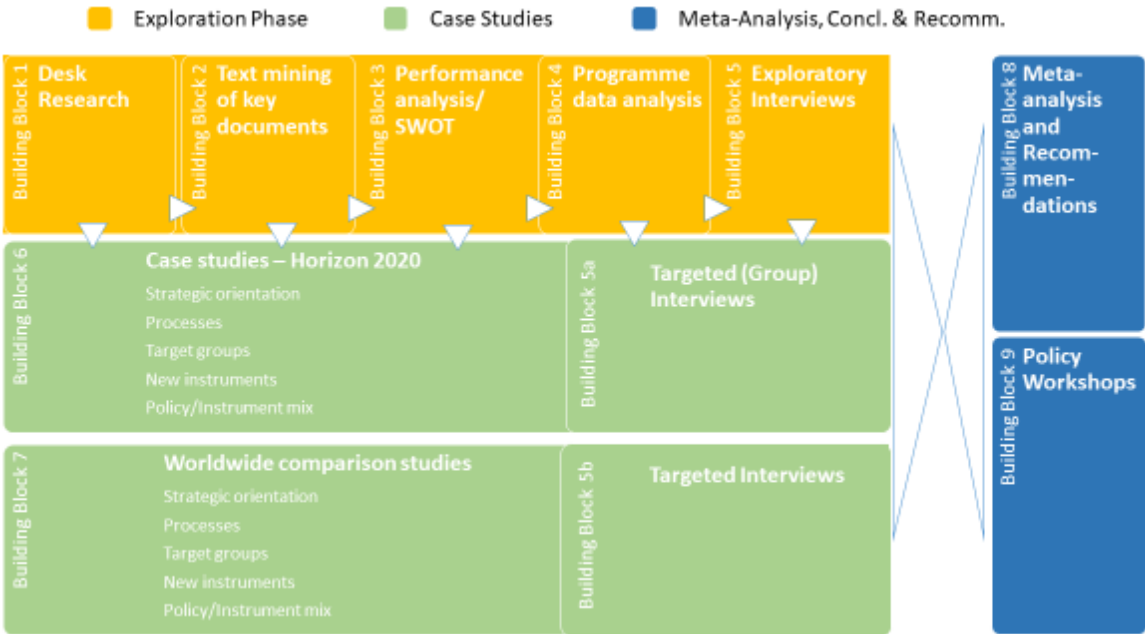 Exploration Phase
Case Studies
Meta-Analysis, Concl. & Recomm.
Building Block 1
Desk
Research
Building Block 2
Text mining
of key
documents
Building Block 3
Performance
analysis/
SWOT
Building Block 4
Programme
data analysis
Building Block 5
Exploratory
Interviews
Building Block 6
Case studies – Horizon 2020
Strategic orientation
Processes
Target groups
New instruments
Policy/Instrument mix
Building Block 5a
Targeted (Group)
Interviews
Building Block 7
Worldwide comparison studies
Strategic orientation
Processes
Target groups
New instruments
Policy/Instrument mix
Building Block 5b
Targeted Interviews
Building Block 8
Meta-
analysis
and
Recom-
men-
dations
Building Block 9
Policy
Workshops